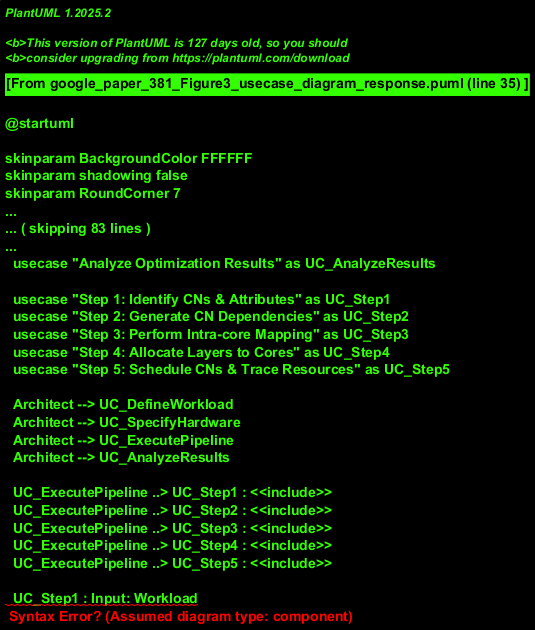 PlantUML 1.2025.2
<b>This version of PlantUML is 127 days old, so you should
<b>consider upgrading from https://plantuml.com/download
[From google_paper_381_Figure3_usecase_diagram_response.puml (line 35) ]
@startuml
skinparam BackgroundColor FFFFFF
skinparam shadowing false
skinparam RoundCorner 7
...
... ( skipping 83 lines )
...
usecase "Analyze Optimization Results" as UC_AnalyzeResults
usecase "Step 1: Identify CNs & Attributes" as UC_Step1
usecase "Step 2: Generate CN Dependencies" as UC_Step2
usecase "Step 3: Perform Intra-core Mapping" as UC_Step3
usecase "Step 4: Allocate Layers to Cores" as UC_Step4
usecase "Step 5: Schedule CNs & Trace Resources" as UC_Step5
Architect --> UC_DefineWorkload
Architect --> UC_SpecifyHardware
Architect --> UC_ExecutePipeline
Architect --> UC_AnalyzeResults
UC_ExecutePipeline ..> UC_Step1 : <<include>>
UC_ExecutePipeline ..> UC_Step2 : <<include>>
UC_ExecutePipeline ..> UC_Step3 : <<include>>
UC_ExecutePipeline ..> UC_Step4 : <<include>>
UC_ExecutePipeline ..> UC_Step5 : <<include>>
UC_Step1 : Input: Workload
Syntax Error? (Assumed diagram type: component)